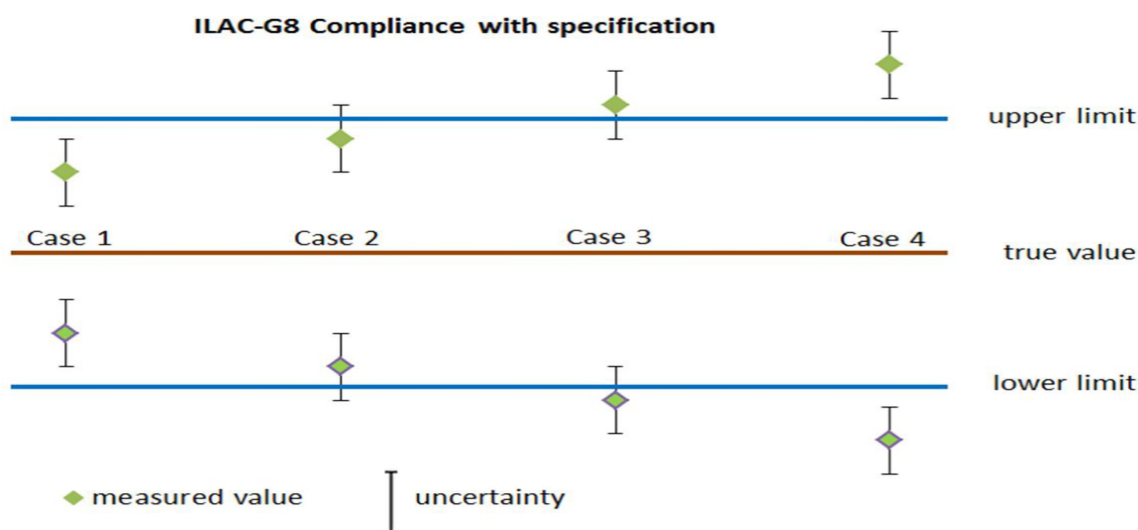 ILAC-G8 Compliance with specification
upper limit
Case 1
Case 2
Case 3
Case 4
true value
lower limit
measured value
uncertainty